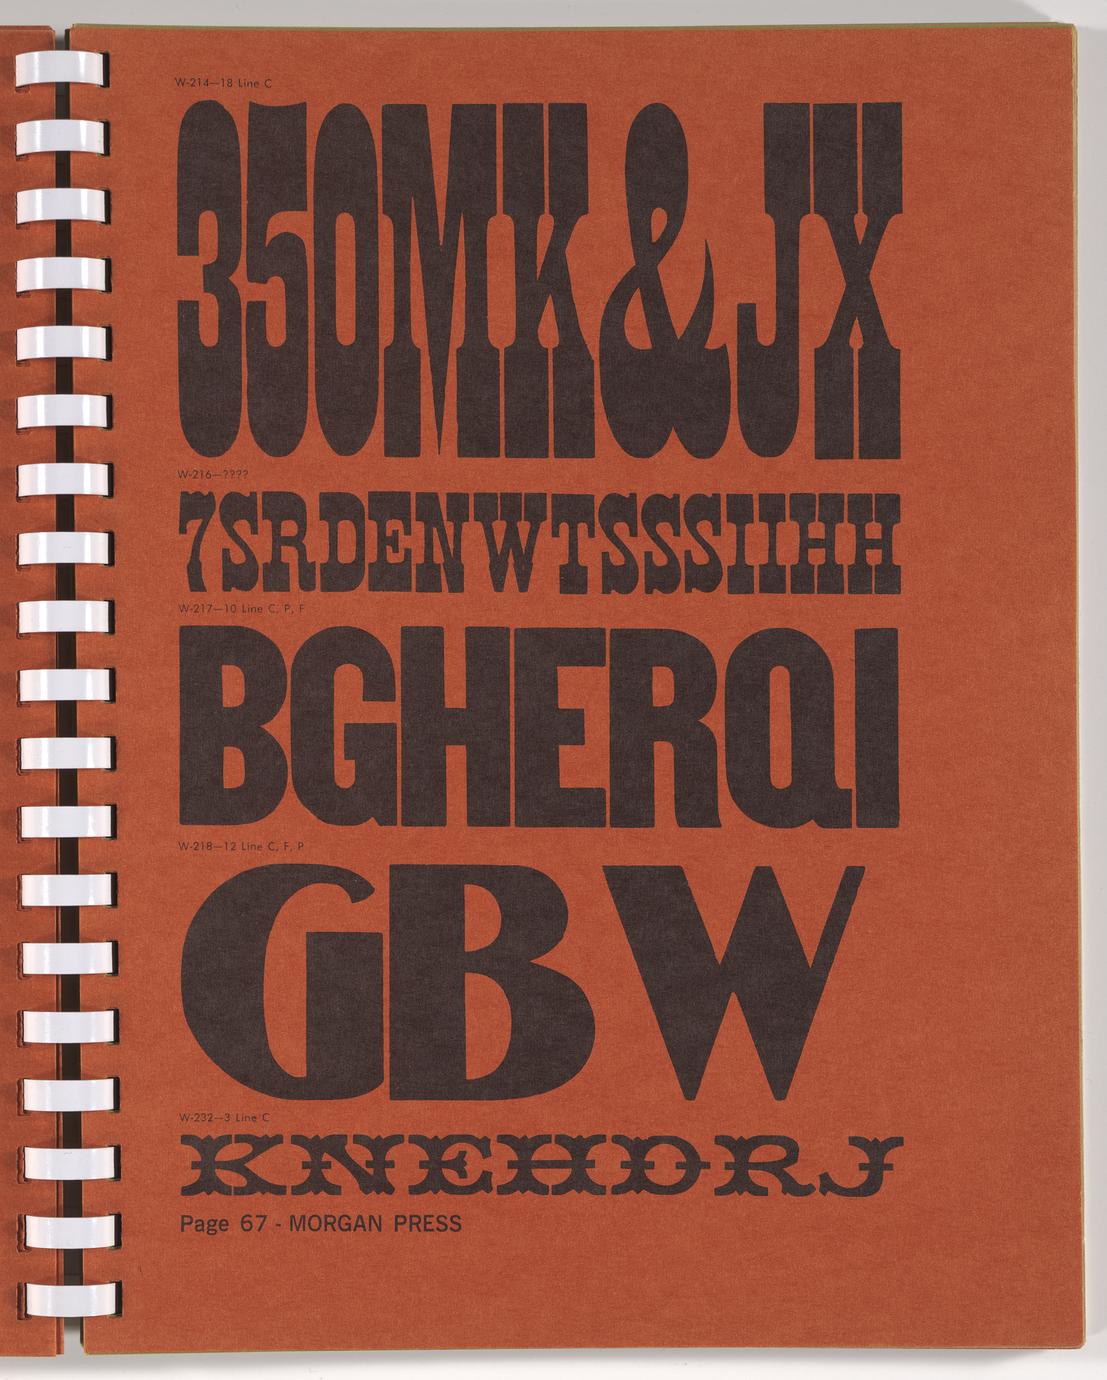 W-214—18 Line C
350MK&JX
W-216—????
7SRDENWTSSSIIHH
W-217—10 Line C, P, F
BGHERQI
W-218—12 Line C, F, P
GBW
W-232—3 Line C
KNEHDRJ
Page 67 - MORGAN PRESS